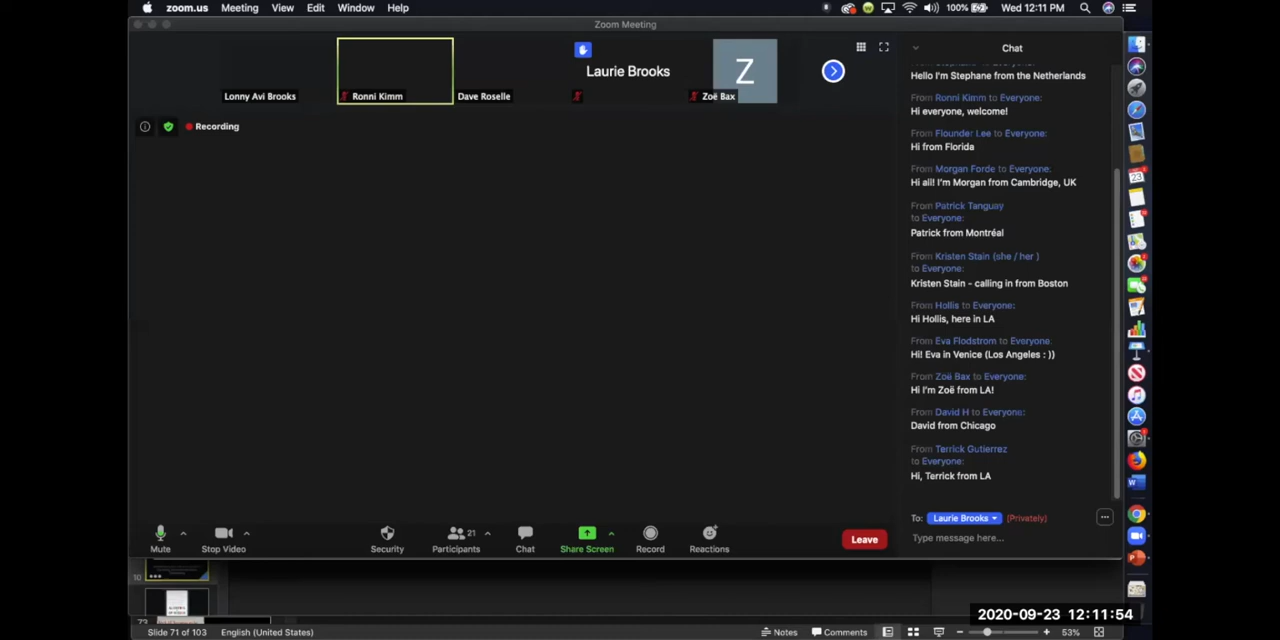 zoom.us Meeting View Edit Window Help
100% Wed 12:11 PM
Zoom Meeting
Lonny Avi Brooks
Ronni Kimm
Dave Roselle
Laurie Brooks
Z
Zoë Bax
Recording
Chat
Hello I'm Stephane from the Netherlands
From Ronni Kimm to Everyone:
Hi everyone, welcome!
From Flounder Lee to Everyone:
Hi from Florida
From Morgan Forde to Everyone:
Hi all! I'm Morgan from Cambridge, UK
From Patrick Tanguay
to Everyone:
Patrick from Montréal
From Kristen Stain (she / her )
to Everyone:
Kristen Stain - calling in from Boston
From Hollis to Everyone:
Hi Hollis, here in LA
From Eva Flodstrom to Everyone:
Hi! Eva in Venice (Los Angeles : ))
From Zoë Bax to Everyone:
Hi I'm Zoë from LA!
From David H to Everyone:
David from Chicago
From Terrick Gutierrez
to Everyone:
Hi, Terrick from LA
To: Laurie Brooks (Privately)
Type message here...
Mute
Stop Video
Security
21
Participants
Chat
Share Screen
Record
Reactions
Leave
2020-09-23 12:11:54
Slide 71 of 103 English (United States)
Notes Comments 53%